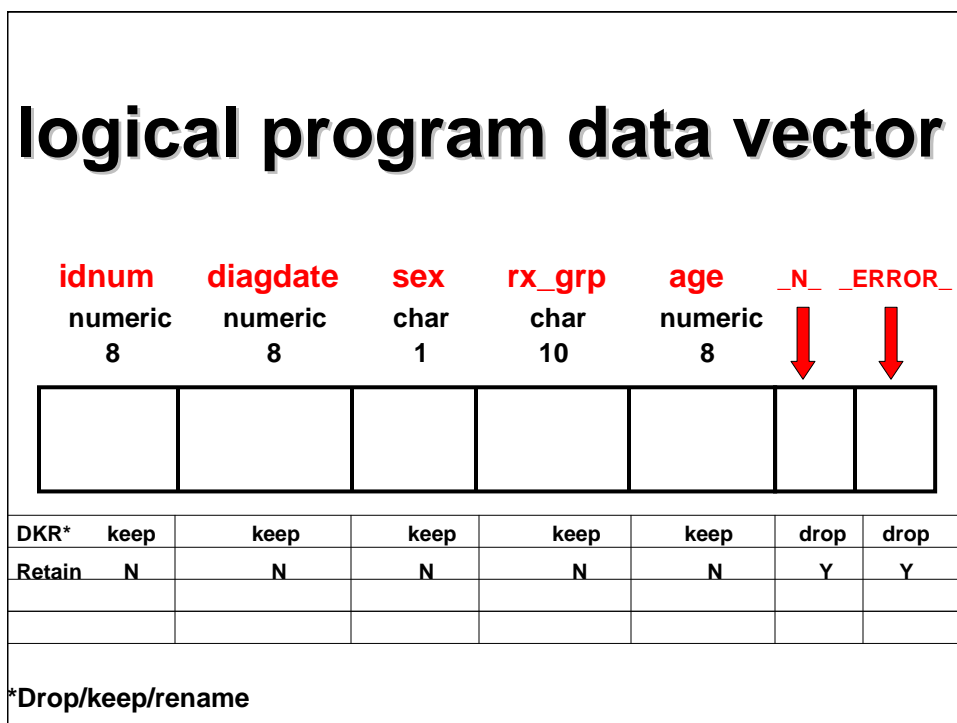 logical program data vector
idnum diagdate sex rx_grp age _N_ _ERROR_
numeric numeric char char numeric
8 8 1 10 8
DKR* keep keep keep keep keep drop drop
Retain N N N N N Y Y
*Drop/keep/rename